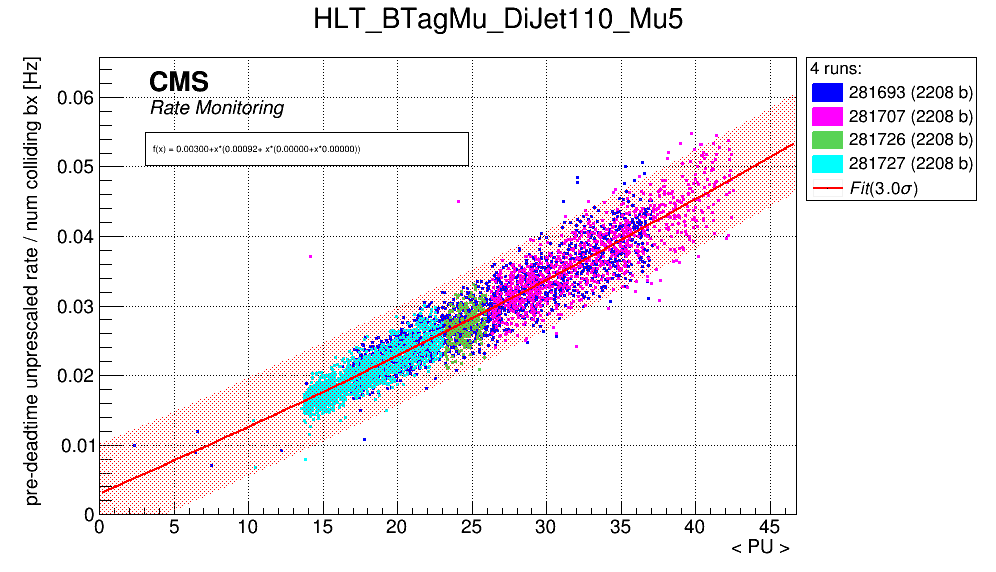 HLT_BTagMu_DiJet110_Mu5
pre-deadtime unprescaled rate / num colliding bx [Hz]
CMS
Rate Monitoring
f(x) = 0.00300+x*(0.00092+ x*(0.00000+x*0.00000))
0.06
0.05
0.04
0.03
0.02
0.01
0
0 5 10 15 20 25 30 35 40 45
< PU >
4 runs:
281693 (2208 b)
281707 (2208 b)
281726 (2208 b)
281727 (2208 b)
Fit(3.0σ)